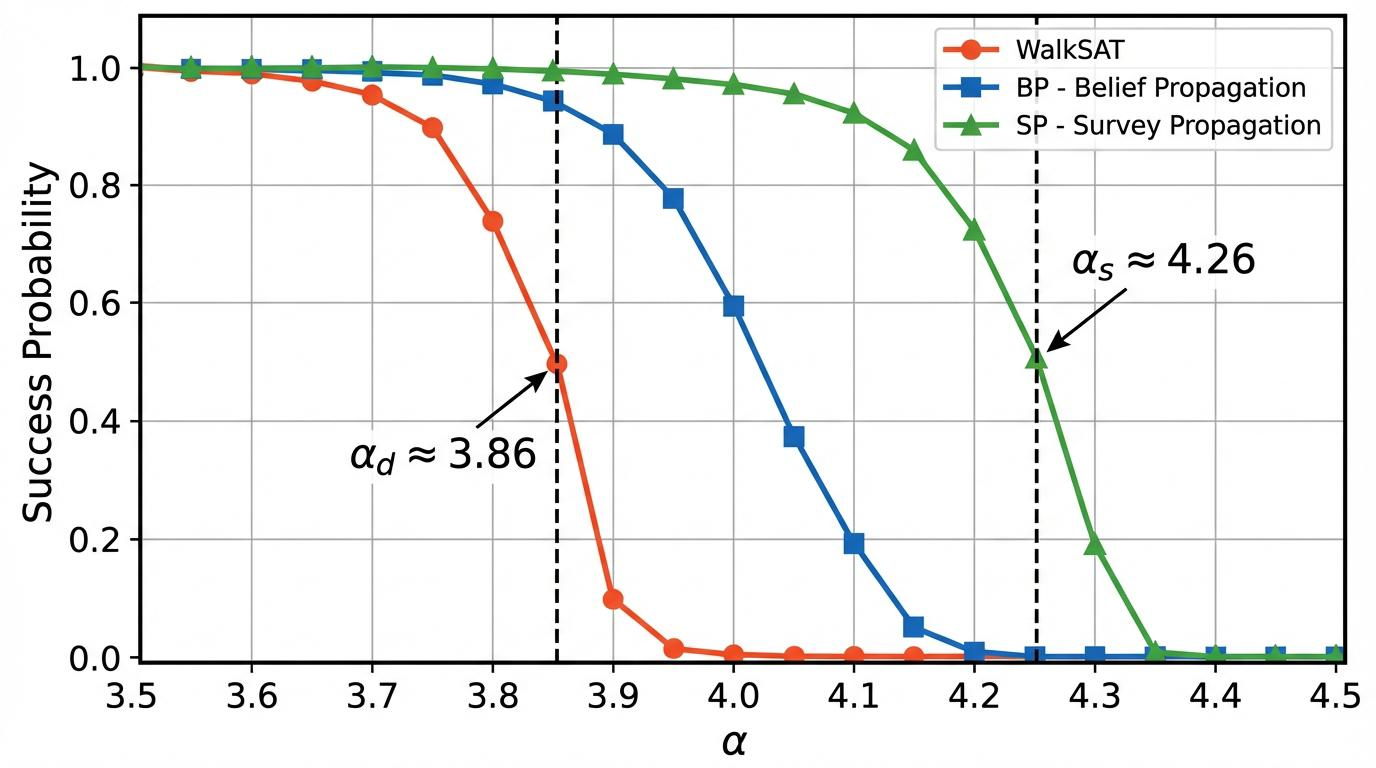 WalkSAT
BP - Belief Propagation
SP - Survey Propagation
Success Probability
1.0
0.8
0.6
0.4
0.2
0.0
α_s ≈ 4.26
α_d ≈ 3.86
3.5 3.6 3.7 3.8 3.9 4.0 4.1 4.2 4.3 4.4 4.5
α